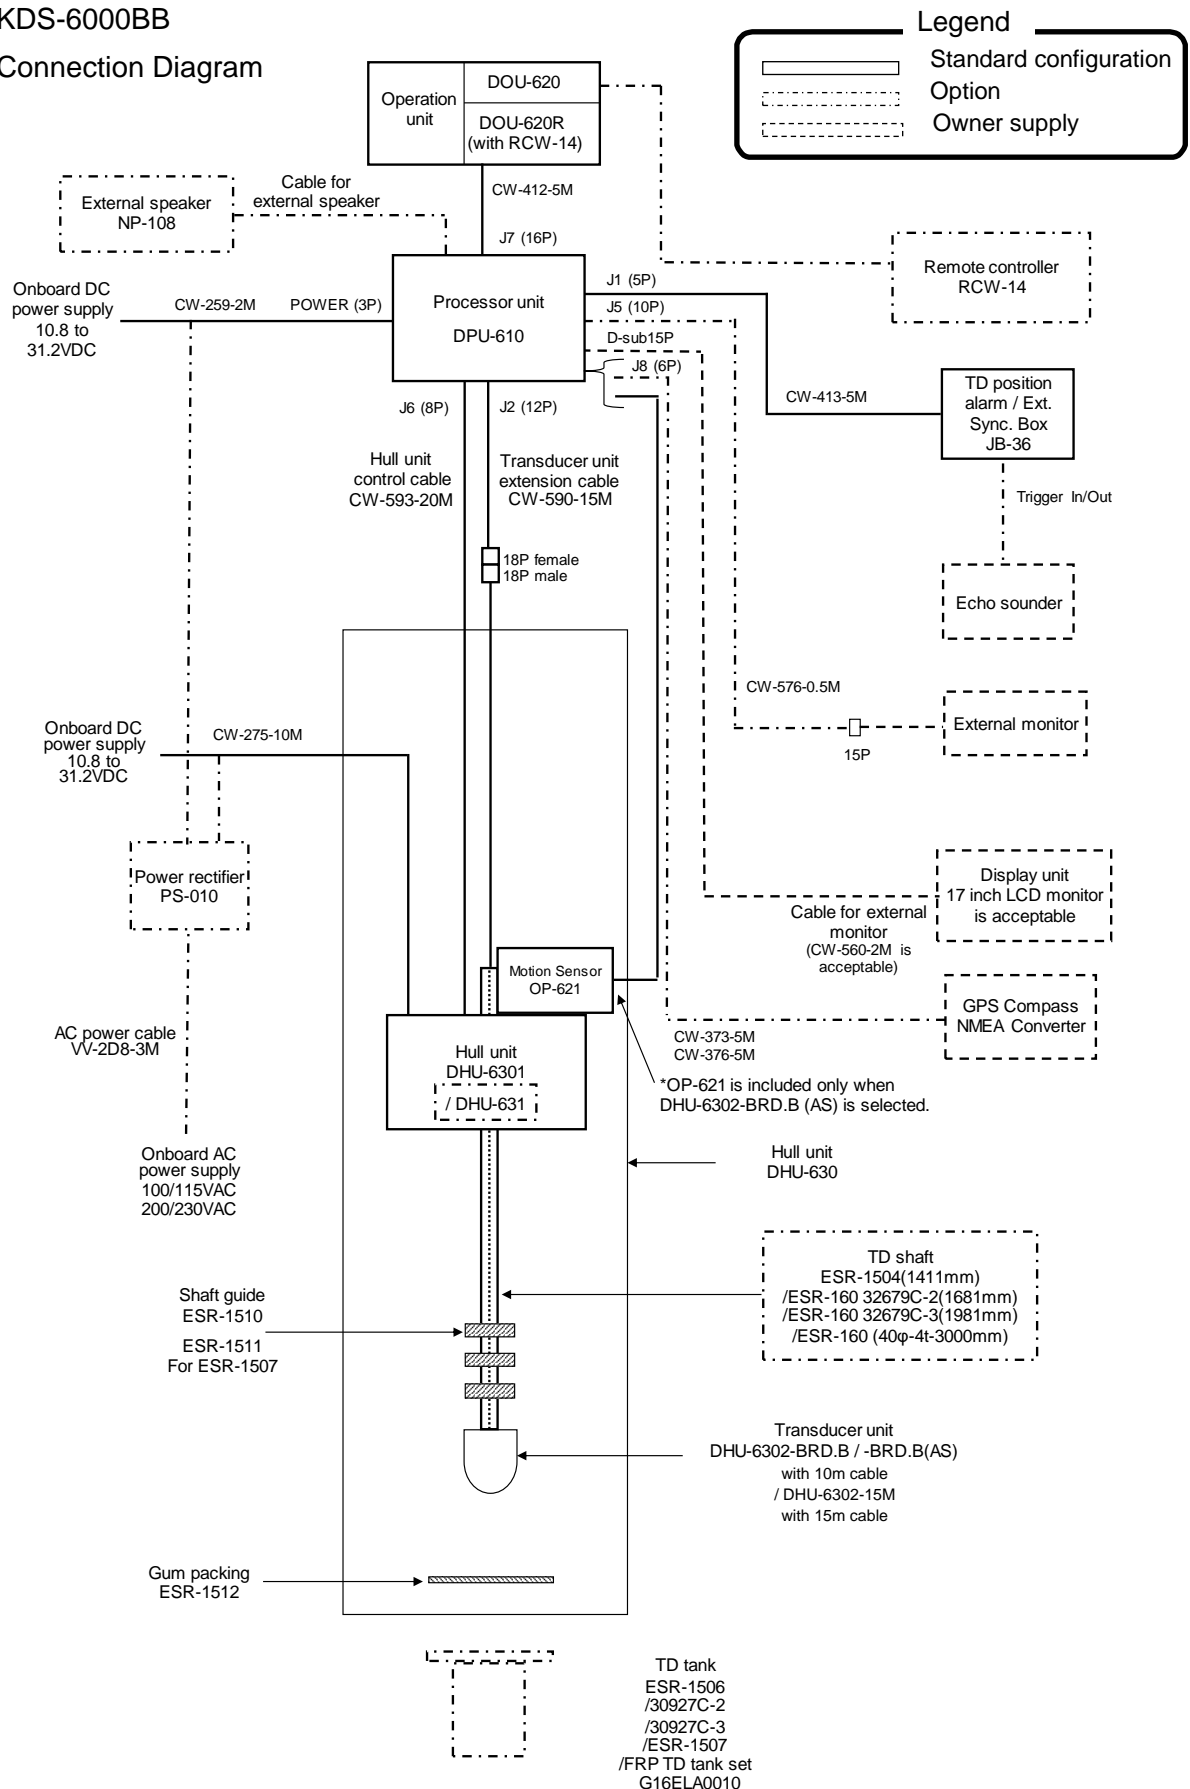 KDS-6000BB
Connection Diagram
Legend
Standard configuration
Option
Owner supply
Operation
unit
DOU-620
DOU-620R
(with RCW-14)
CW-412-5M
External speaker
NP-108
Cable for
external speaker
J7 (16P)
Remote controller
RCW-14
Onboard DC
power supply
10.8 to
31.2VDC
CW-259-2M
POWER (3P)
Processor unit
DPU-610
J1 (5P)
J5 (10P)
D-sub15P
J8 (6P)
J6 (8P)
J2 (12P)
CW-413-5M
TD position
alarm / Ext.
Sync. Box
JB-36
Hull unit
control cable
CW-593-20M
Transducer unit
extension cable
CW-590-15M
Trigger In/Out
18P female
18P male
Echo sounder
CW-576-0.5M
External monitor
15P
Onboard DC
power supply
10.8 to
31.2VDC
CW-275-10M
Power rectifier
PS-010
Display unit
17 inch LCD monitor
is acceptable
Cable for external
monitor
(CW-560-2M is
acceptable)
Motion Sensor
OP-621
GPS Compass
NMEA Converter
CW-373-5M
CW-376-5M
AC power cable
VV-2D8-3M
Hull unit
DHU-6301
/ DHU-631
*OP-621 is included only when
DHU-6302-BRD.B (AS) is selected.
Onboard AC
power supply
100/115VAC
200/230VAC
Hull unit
DHU-630
TD shaft
ESR-1504(1411mm)
/ESR-160 32679C-2(1681mm)
/ESR-160 32679C-3(1981mm)
/ESR-160 (40φ-4t-3000mm)
Shaft guide
ESR-1510
ESR-1511
For ESR-1507
Transducer unit
DHU-6302-BRD.B / -BRD.B(AS)
with 10m cable
/ DHU-6302-15M
with 15m cable
Gum packing
ESR-1512
TD tank
ESR-1506
/30927C-2
/30927C-3
/ESR-1507
/FRP TD tank set
G16ELA0010